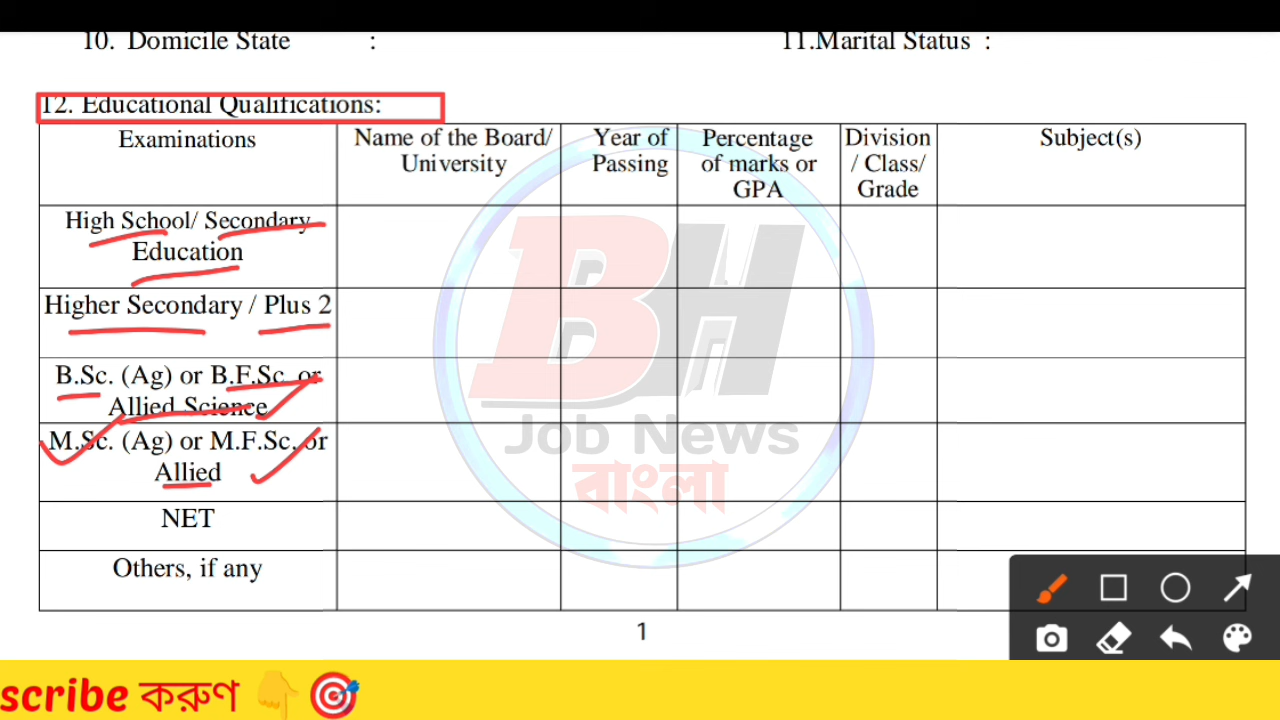 10. Domicile State :
11.Marital Status :
12. Educational Qualifications:
Examinations
Name of the Board/
University
Year of
Passing
Percentage
of marks or
GPA
Division
/ Class/
Grade
Subject(s)
High School/ Secondary
Education
Higher Secondary / Plus 2
B.Sc. (Ag) or B.F.Sc. or
Allied Science
M.Sc. (Ag) or M.F.Sc. or
Allied
NET
Others, if any
BH
Job News
বাংলা
1
scribe করুণ